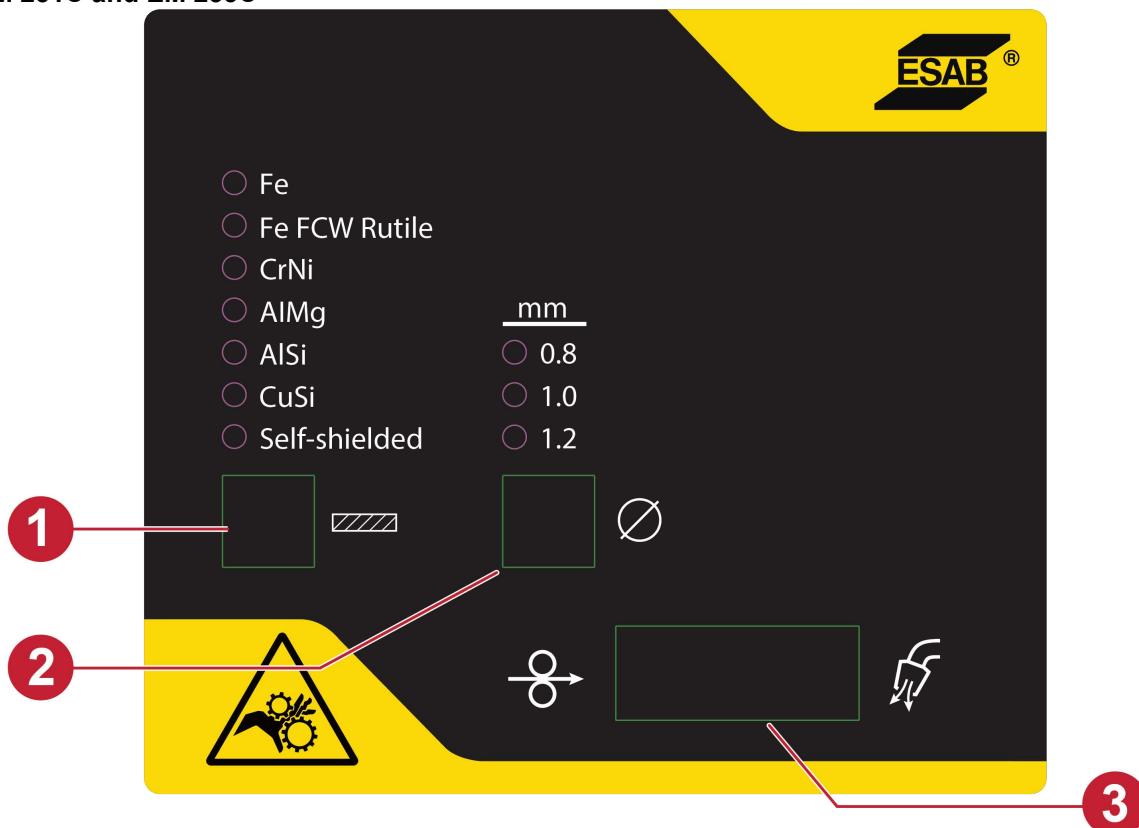 ESAB ®
Fe
Fe FCW Rutile
CrNi
AlMg
AlSi
CuSi
Self-shielded
mm
0.8
1.0
1.2
1
2
3